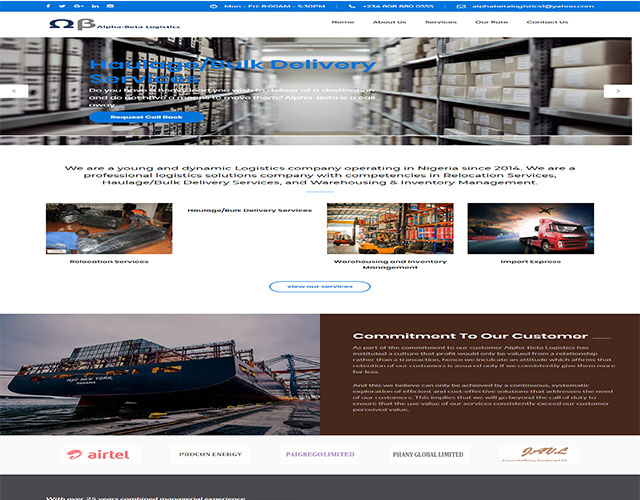 Mon - Fri: 8:00AM - 5:30PM
+234 808 880 0555
alphabetalogistics1@yahoo.com
Ωβ Alpha-Beta Logistics
Home About Us Services Our Rate Contact Us
Haulage/Bulk Delivery
Services
Do you have a heavy load you wish to deliver at a destination
and do not have a means to move them? Alpha-Beta is a call
away
Request Call Back
We are a young and dynamic Logistics company operating in Nigeria since 2014. We are a
professional logistics solutions company with competencies in Relocation Services,
Haulage/Bulk Delivery Services, and Warehousing & Inventory Management.
Relocation Services
Haulage/Bulk Delivery Services
Warehousing and Inventory
Management
Import Express
view our services
Commitment To Our Customer
As part of the commitment to our customer Alpha-Beta Logistics has
instituted a culture that profit would only be valued from a relationship
rather than a transaction, hence we inculcate an attitude which affirms that
retention of our customers is assured only if we consistently give them more
for less.
And this we believe can only be achieved by a continuous, systematic
exploration of efficient and cost-effective solutions that addresses the need
of our customers. This implies that we will go beyond the call of duty to
ensure that the use value of our services consistently exceed our customer
perceived value.
MSC NEW YORK
PANAMA
airtel
PHOCON ENERGY
PAIGREGO LIMITED
PHANY GLOBAL LIMITED
JAVL
With over 25 years combined managerial experience